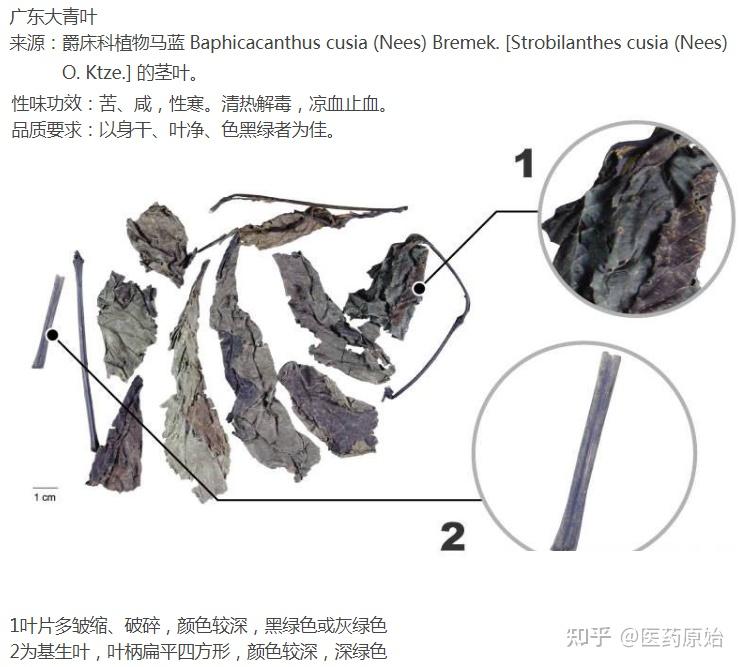 广东大青叶
来源：爵床科植物马蓝 Baphicacanthus cusia (Nees) Bremek. [Strobilanthes cusia (Nees)
O. Ktze.] 的茎叶。
性味功效：苦、咸，性寒。清热解毒，凉血止血。
品质要求：以身干、叶净、色黑绿者为佳。
1
2
1 cm
1叶片多皱缩、破碎，颜色较深，黑绿色或灰绿色
2为基生叶，叶柄扁平四方形，颜色较深，深绿色
知乎 @医药原始